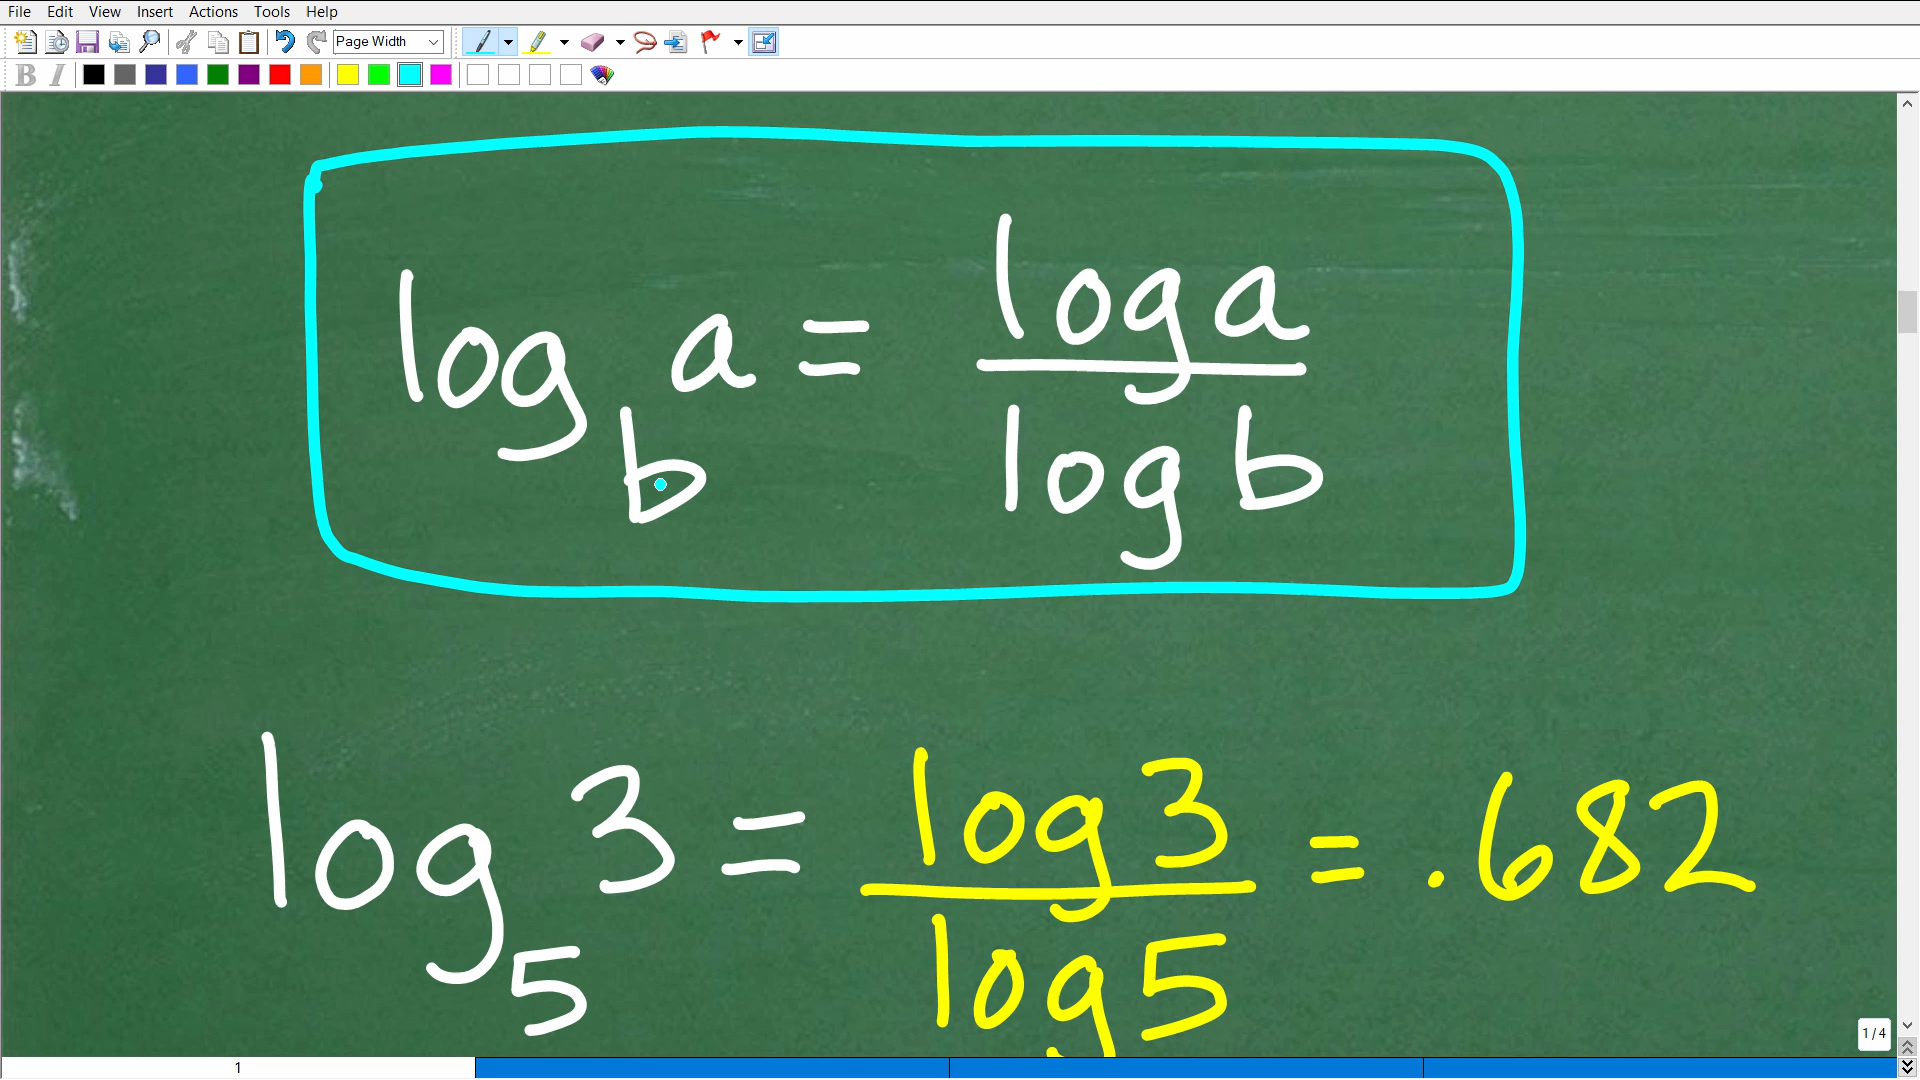 File Edit View Insert Actions Tools Help
Page Width
B I
log_b a = log a / log b
log_5 3 = log 3 / log 5 = .682
1 / 4
1